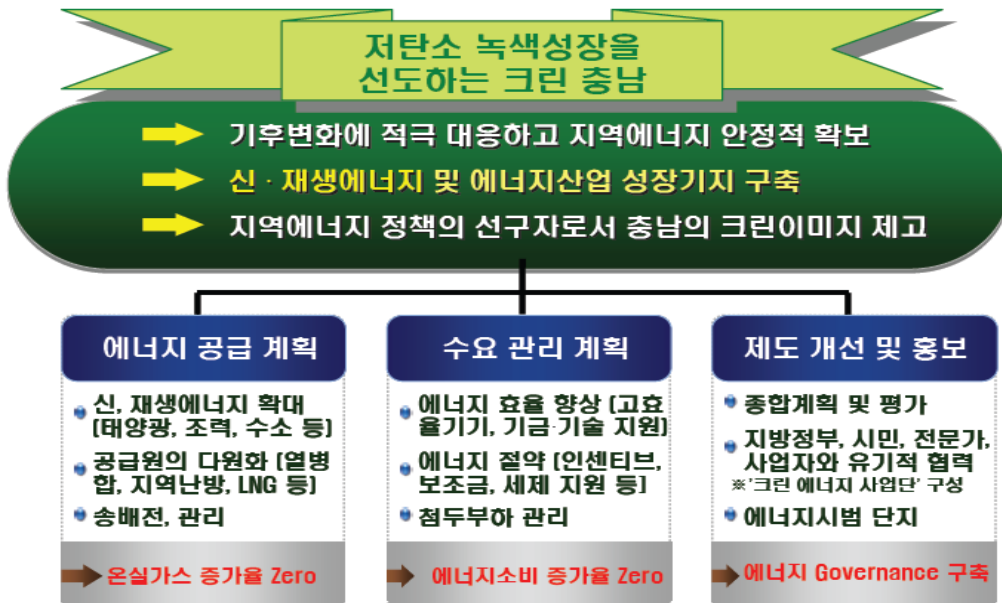 저탄소 녹색성장을
선도하는 크린 충남
기후변화에 적극 대응하고 지역에너지 안정적 확보
신·재생에너지 및 에너지산업 성장기지 구축
지역에너지 정책의 선구자로서 충남의 크린이미지 제고
에너지 공급 계획
신, 재생에너지 확대
(태양광, 조력, 수소 등)
공급원의 다원화 (열병
합, 지역난방, LNG 등)
송배전, 관리
온실가스 증가율 Zero
수요 관리 계획
에너지 효율 향상 (고효
율기기, 기금·기술 지원)
에너지 절약 (인센티브,
보조금, 세제 지원 등)
첨두부하 관리
에너지소비 증가율 Zero
제도 개선 및 홍보
종합계획 및 평가
지방정부, 시민, 전문가,
사업자와 유기적 협력
※'크린 에너지 사업단' 구성
에너지시범 단지
에너지 Governance 구축